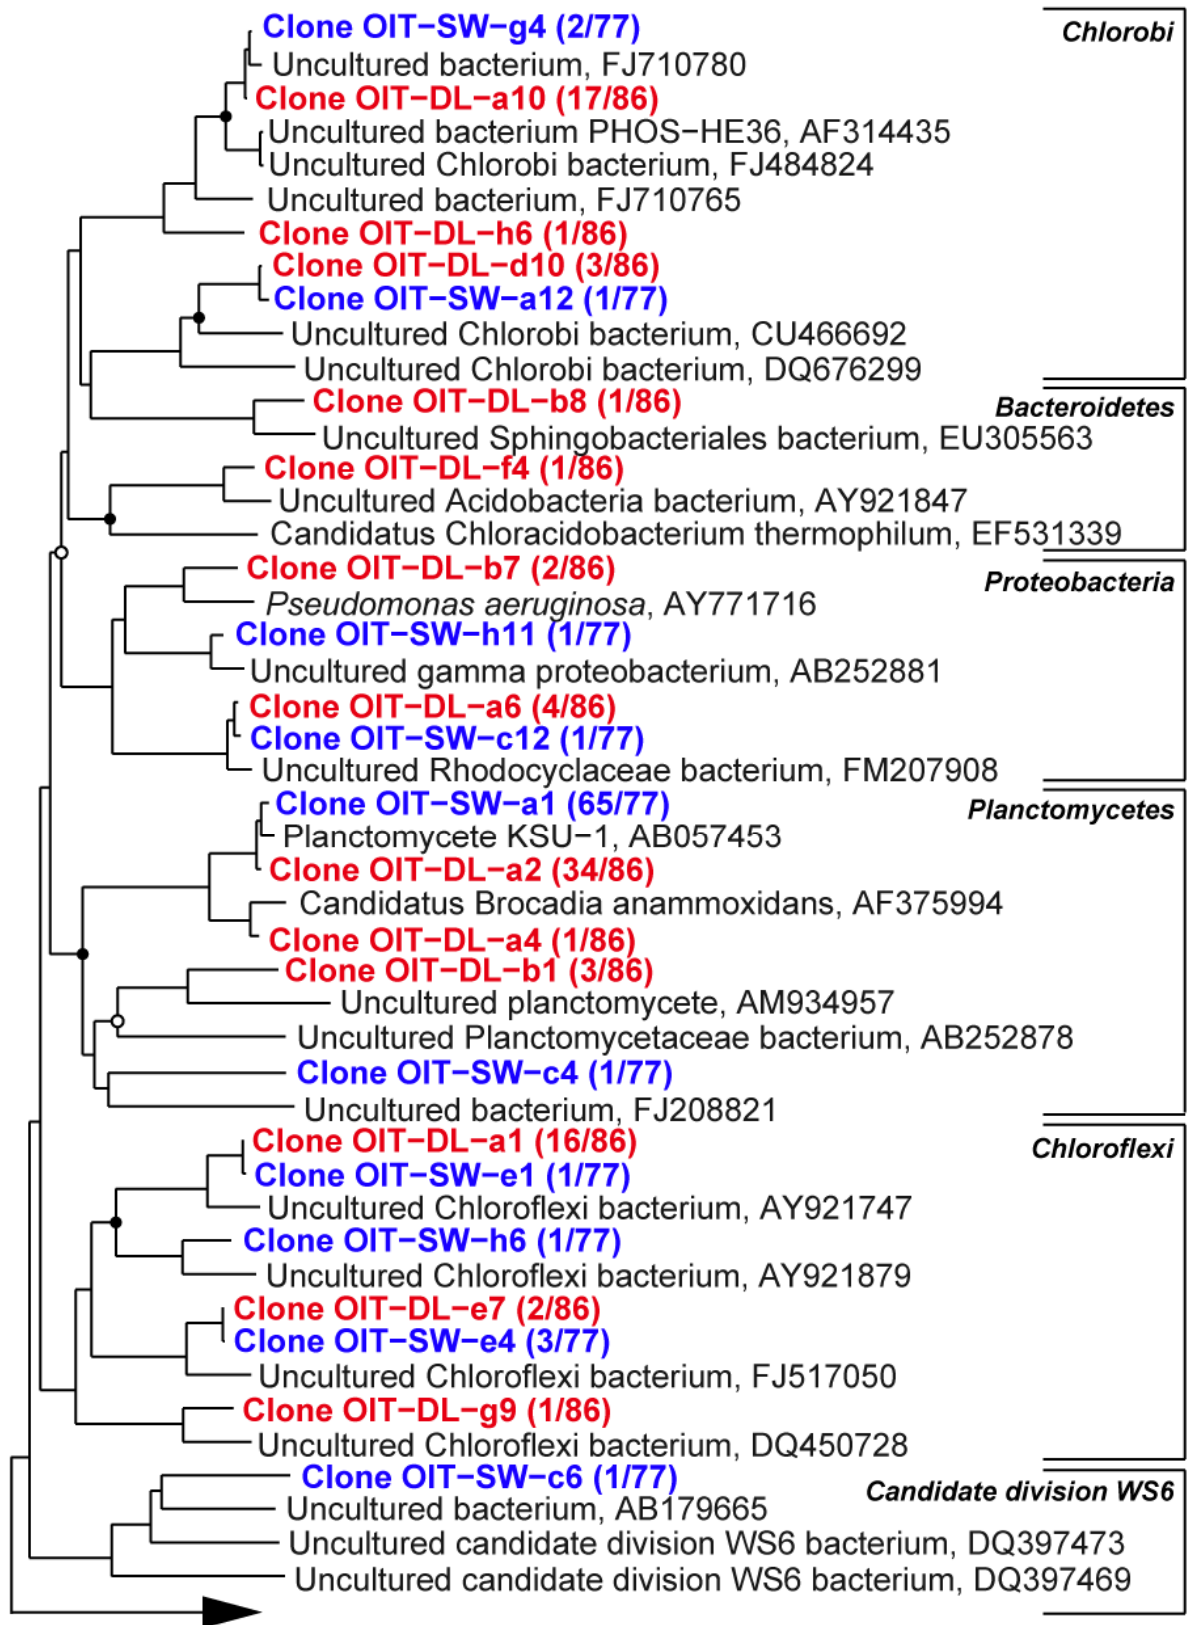 Clone OIT−SW−g4 (2/77)
Chlorobi
Uncultured bacterium, FJ710780
Clone OIT−DL−a10 (17/86)
Uncultured bacterium PHOS−HE36, AF314435
Uncultured Chlorobi bacterium, FJ484824
Uncultured bacterium, FJ710765
Clone OIT−DL−h6 (1/86)
Clone OIT−DL−d10 (3/86)
Clone OIT−SW−a12 (1/77)
Uncultured Chlorobi bacterium, CU466692
Uncultured Chlorobi bacterium, DQ676299
Clone OIT−DL−b8 (1/86)
Bacteroidetes
Uncultured Sphingobacteriales bacterium, EU305563
Clone OIT−DL−f4 (1/86)
Uncultured Acidobacteria bacterium, AY921847
Candidatus Chloracidobacterium thermophilum, EF531339
Clone OIT−DL−b7 (2/86)
Proteobacteria
Pseudomonas aeruginosa, AY771716
Clone OIT−SW−h11 (1/77)
Uncultured gamma proteobacterium, AB252881
Clone OIT−DL−a6 (4/86)
Clone OIT−SW−c12 (1/77)
Uncultured Rhodocyclaceae bacterium, FM207908
Clone OIT−SW−a1 (65/77)
Planctomycetes
Planctomycete KSU−1, AB057453
Clone OIT−DL−a2 (34/86)
Candidatus Brocadia anammoxidans, AF375994
Clone OIT−DL−a4 (1/86)
Clone OIT−DL−b1 (3/86)
Uncultured planctomycete, AM934957
Uncultured Planctomycetaceae bacterium, AB252878
Clone OIT−SW−c4 (1/77)
Uncultured bacterium, FJ208821
Clone OIT−DL−a1 (16/86)
Chloroflexi
Clone OIT−SW−e1 (1/77)
Uncultured Chloroflexi bacterium, AY921747
Clone OIT−SW−h6 (1/77)
Uncultured Chloroflexi bacterium, AY921879
Clone OIT−DL−e7 (2/86)
Clone OIT−SW−e4 (3/77)
Uncultured Chloroflexi bacterium, FJ517050
Clone OIT−DL−g9 (1/86)
Uncultured Chloroflexi bacterium, DQ450728
Clone OIT−SW−c6 (1/77)
Candidate division WS6
Uncultured bacterium, AB179665
Uncultured candidate division WS6 bacterium, DQ397473
Uncultured candidate division WS6 bacterium, DQ397469